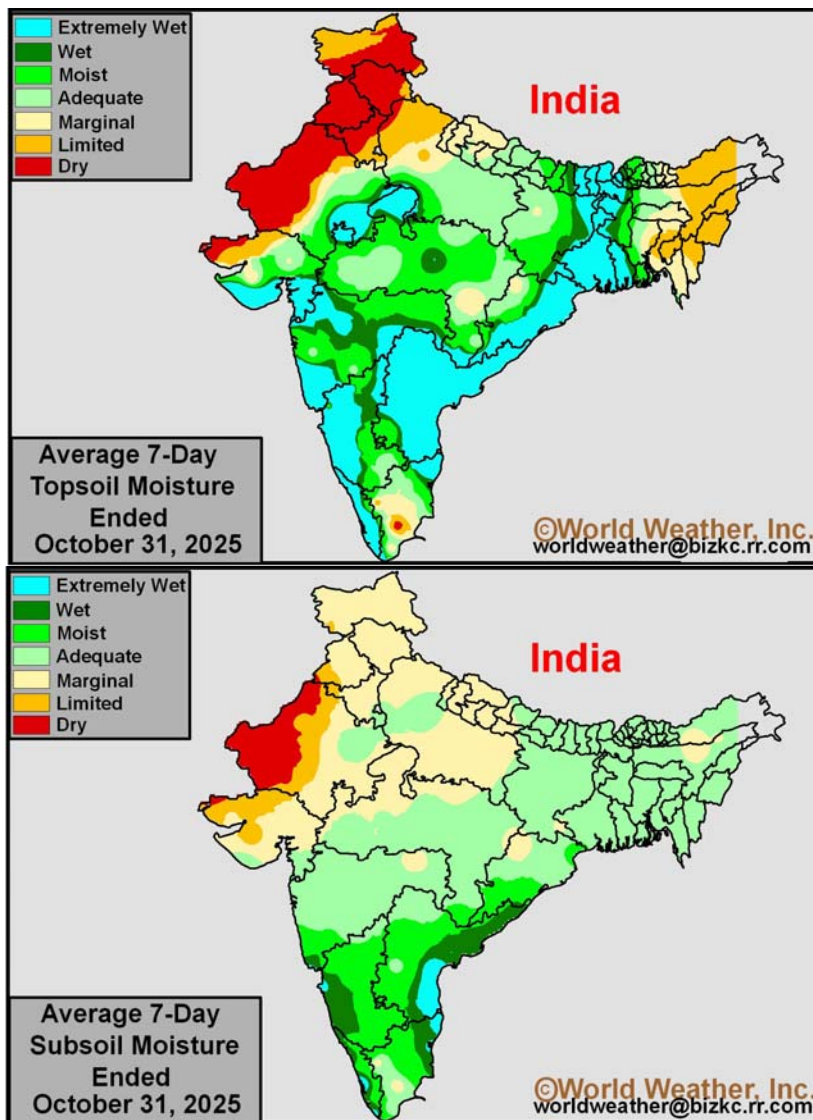 Extremely Wet
Wet
Moist
Adequate
Marginal
Limited
Dry
India
Average 7-Day
Topsoil Moisture
Ended
October 31, 2025
©World Weather, Inc.
worldweather@bizkc.rr.com
Extremely Wet
Wet
Moist
Adequate
Marginal
Limited
Dry
India
Average 7-Day
Subsoil Moisture
Ended
October 31, 2025
©World Weather, Inc.
worldweather@bizkc.rr.com